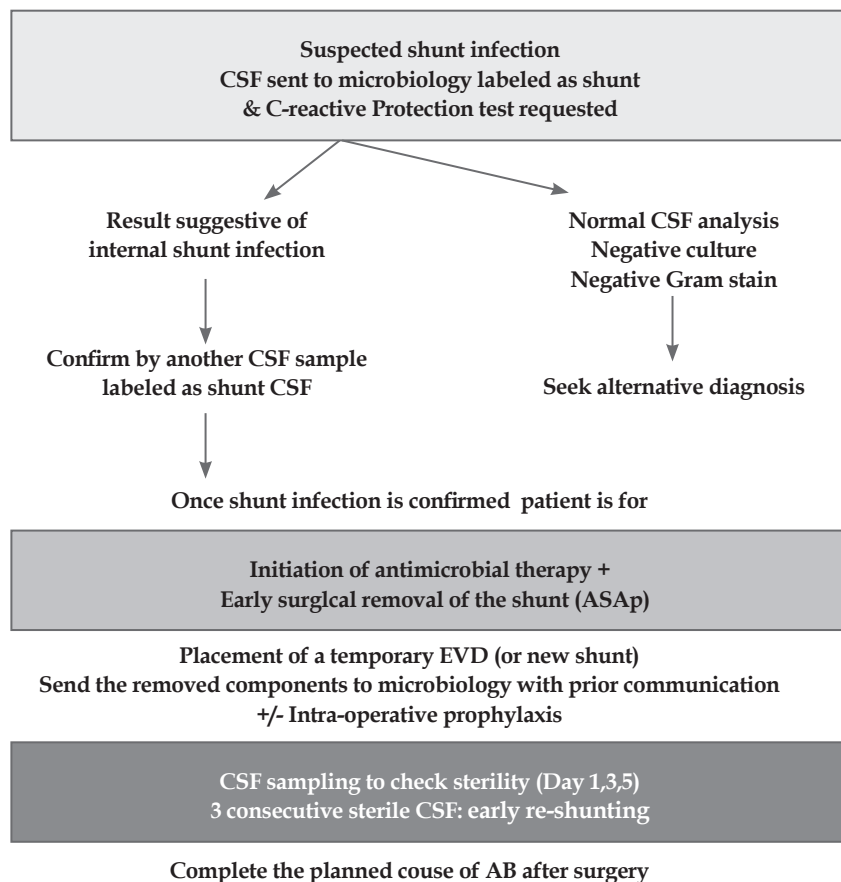 Suspected shunt infection
CSF sent to microbiology labeled as shunt
& C-reactive Protection test requested
Result suggestive of
internal shunt infection
Normal CSF analysis
Negative culture
Negative Gram stain
Confirm by another CSF sample
labeled as shunt CSF
Seek alternative diagnosis
Once shunt infection is confirmed patient is for
Initiation of antimicrobial therapy +
Early surglcal removal of the shunt (ASAp)
Placement of a temporary EVD (or new shunt)
Send the removed components to microbiology with prior communication
+/- Intra-operative prophylaxis
CSF sampling to check sterility (Day 1,3,5)
3 consecutive sterile CSF: early re-shunting
Complete the planned couse of AB after surgery